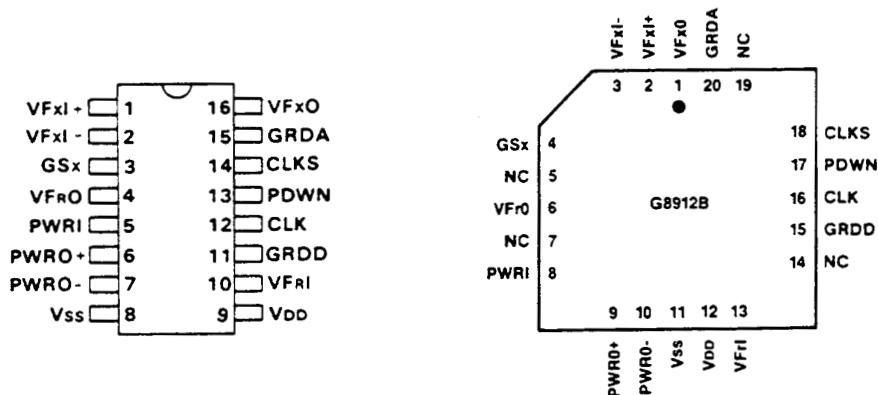 VFxI+ 1 16 VFxO
VFxI- 2 15 GRDA
GSx 3 14 CLKS
VFRO 4 13 PDWN
PWRI 5 12 CLK
PWRO+ 6 11 GRDD
PWRO- 7 10 VFRI
VSS 8 9 VDD
VFxI- VFxI+ VFx0 GRDA NC
3 2 1 20 19
GSx 4 18 CLKS
NC 5 17 PDWN
VFr0 6 16 CLK
G8912B
NC 7 15 GRDD
PWRI 8 14 NC
9 10 11 12 13
PWR0+ PWR0- VSS VDD VFrI